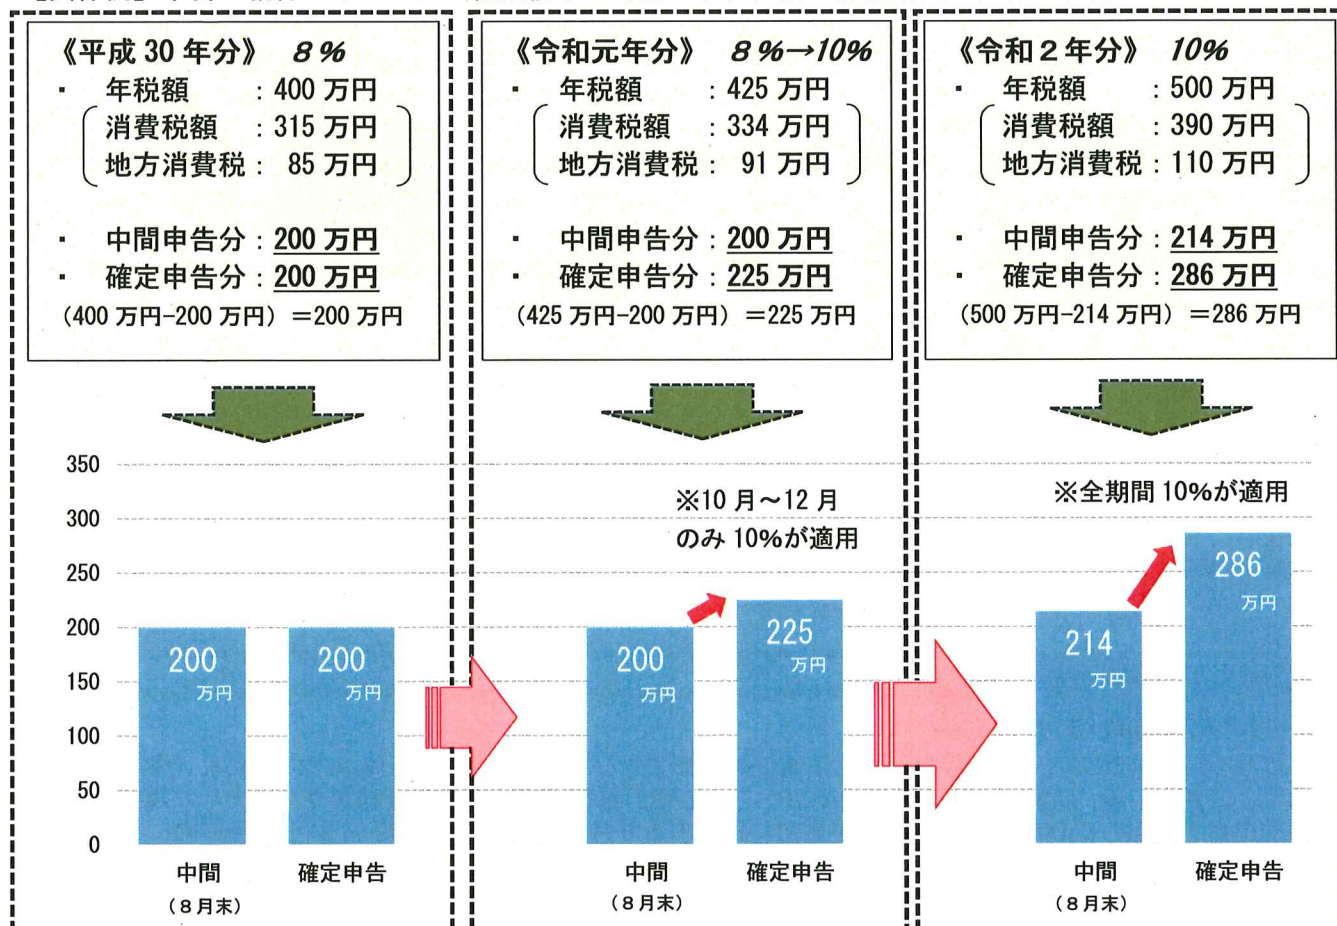 《平成 30 年分》 8%
・ 年税額 : 400 万円
消費税額 : 315 万円
地方消費税 : 85 万円
・ 中間申告分 : 200 万円
・ 確定申告分 : 200 万円
(400 万円-200 万円) =200 万円
《令和元年分》 8%→10%
・ 年税額 : 425 万円
消費税額 : 334 万円
地方消費税 : 91 万円
・ 中間申告分 : 200 万円
・ 確定申告分 : 225 万円
(425 万円-200 万円) =225 万円
《令和2年分》 10%
・ 年税額 : 500 万円
消費税額 : 390 万円
地方消費税 : 110 万円
・ 中間申告分 : 214 万円
・ 確定申告分 : 286 万円
(500 万円-214 万円) =286 万円
350
300
250
200
150
100
50
0
200
万円
200
万円
中間
(8月末)
確定申告
※10 月~12 月
のみ 10%が適用
200
万円
225
万円
中間
(8月末)
確定申告
※全期間 10%が適用
214
万円
286
万円
中間
(8月末)
確定申告